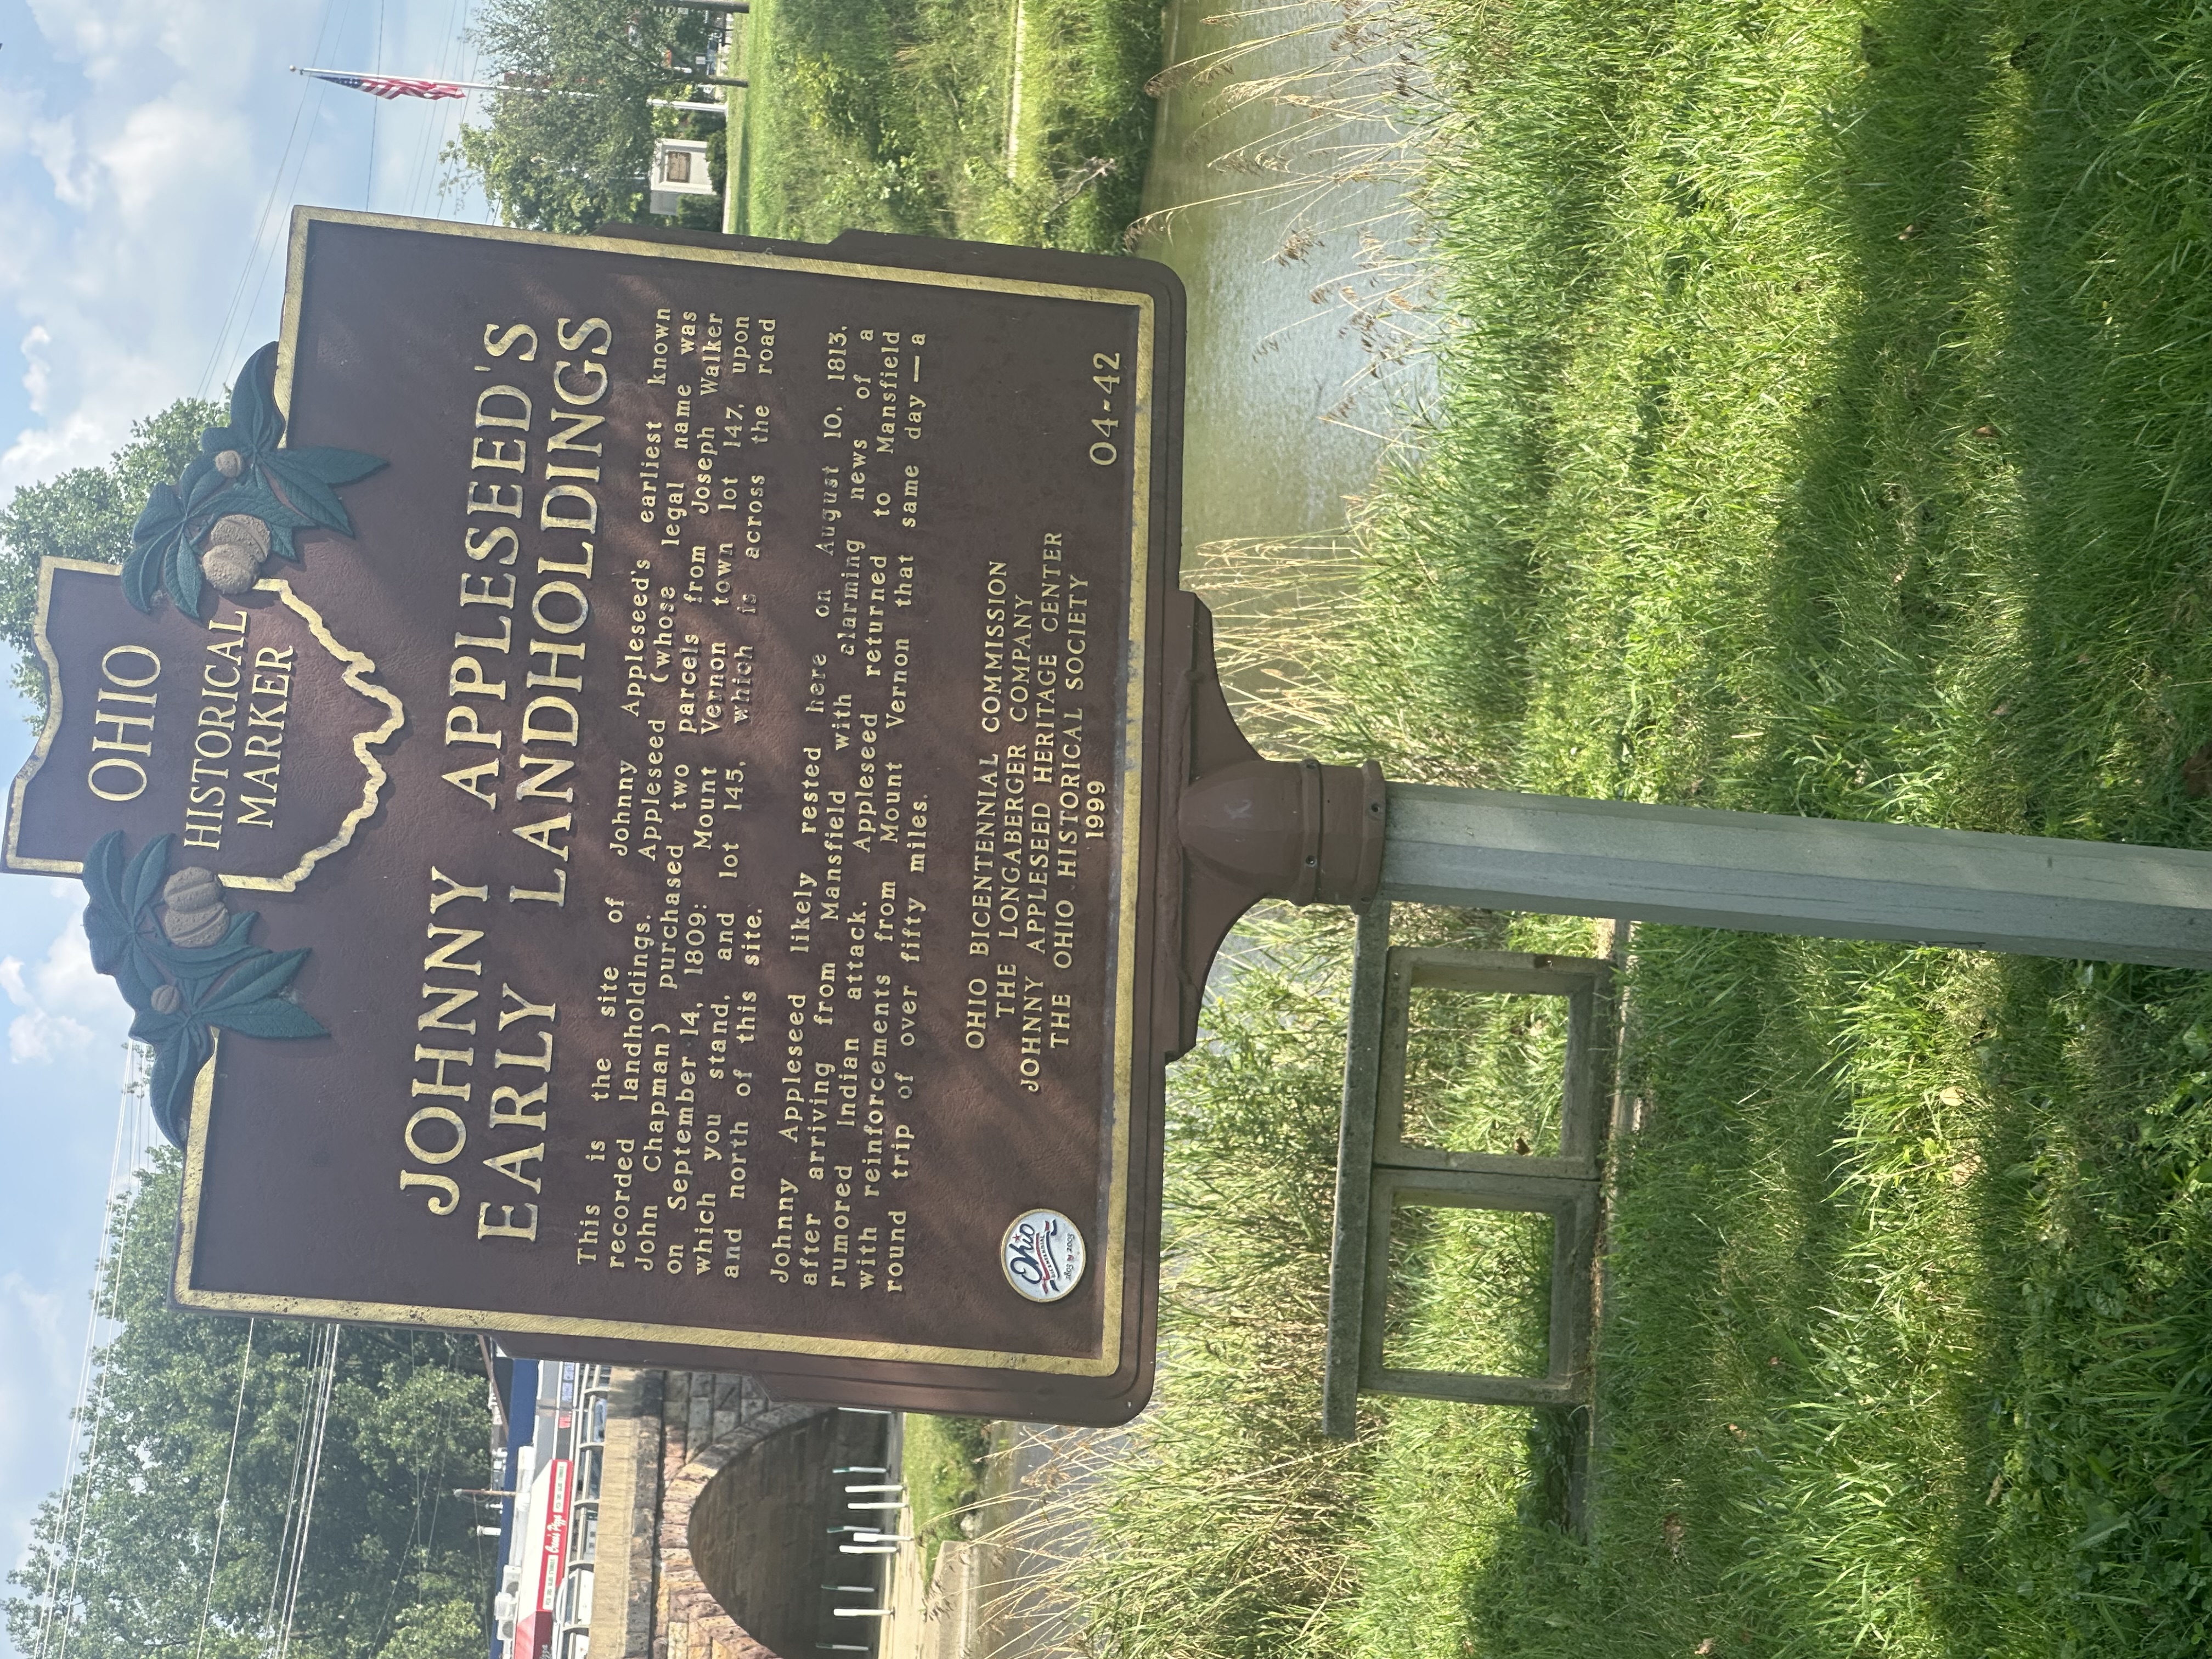 OHIO
HISTORICAL
MARKER
JOHNNY APPLESEED'S
EARLY LANDHOLDINGS
This is the site of Johnny Appleseed's earliest known
recorded landholdings. Appleseed (whose legal name was
John Chapman) purchased two parcels from Joseph Walker
on September 14, 1809: Mount Vernon town lot 147, upon
which you stand, and lot 145, which is across the road
and north of this site.
Johnny Appleseed likely rested here on August 10, 1813,
after arriving from Mansfield with alarming news of a
rumored Indian attack. Appleseed returned to Mansfield
with reinforcements from Mount Vernon that same day — a
round trip of over fifty miles.
OHIO BICENTENNIAL COMMISSION
THE LONGABERGER COMPANY
JOHNNY APPLESEED HERITAGE CENTER
THE OHIO HISTORICAL SOCIETY
1999
04-42
Ohio
BICENTENNIAL
1803 2003